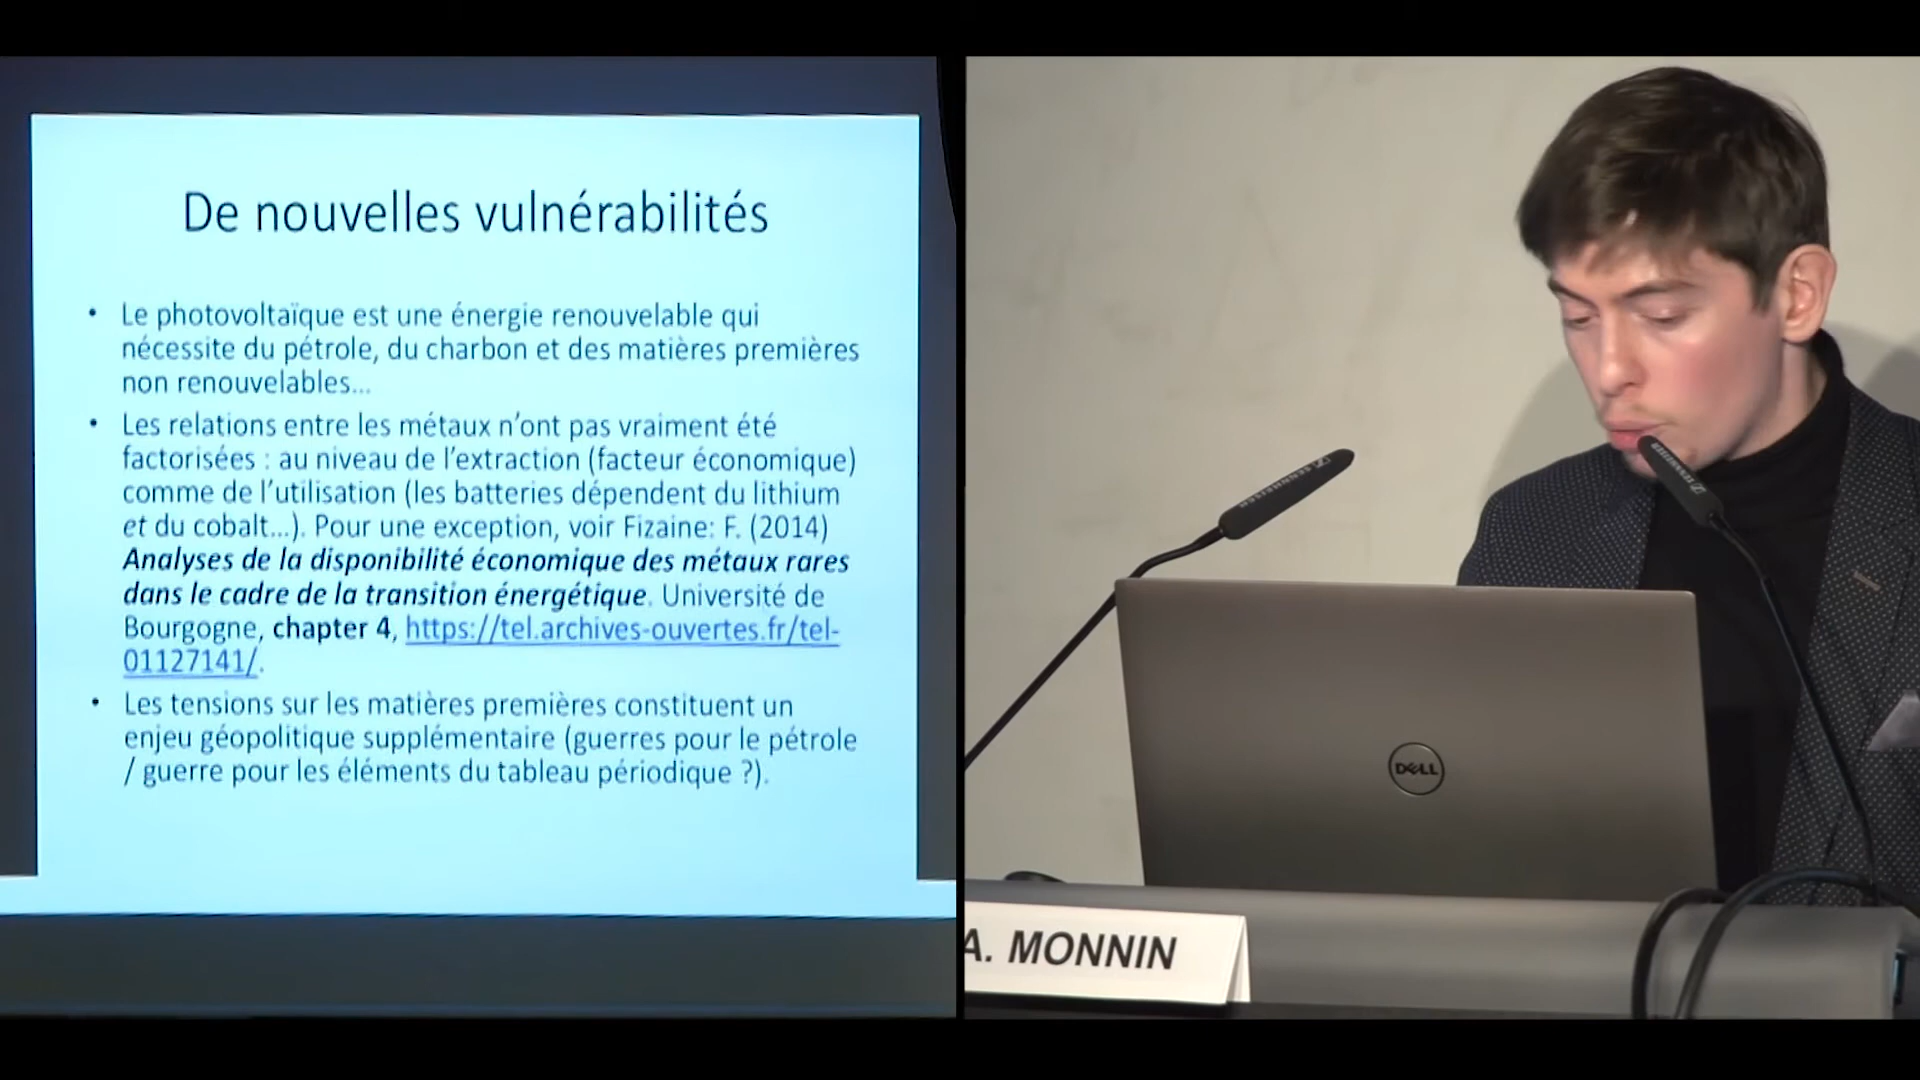 De nouvelles vulnérabilités
• Le photovoltaïque est une énergie renouvelable qui
nécessite du pétrole, du charbon et des matières premières
non renouvelables...
• Les relations entre les métaux n'ont pas vraiment été
factorisées : au niveau de l'extraction (facteur économique)
comme de l'utilisation (les batteries dépendent du lithium
et du cobalt...). Pour une exception, voir Fizaine: F. (2014)
Analyses de la disponibilité économique des métaux rares
dans le cadre de la transition énergétique. Université de
Bourgogne, chapter 4, https://tel.archives-ouvertes.fr/tel-
01127141/.
• Les tensions sur les matières premières constituent un
enjeu géopolitique supplémentaire (guerres pour le pétrole
/ guerre pour les éléments du tableau périodique ?).
SENNHEISER
DELL
A. MONNIN